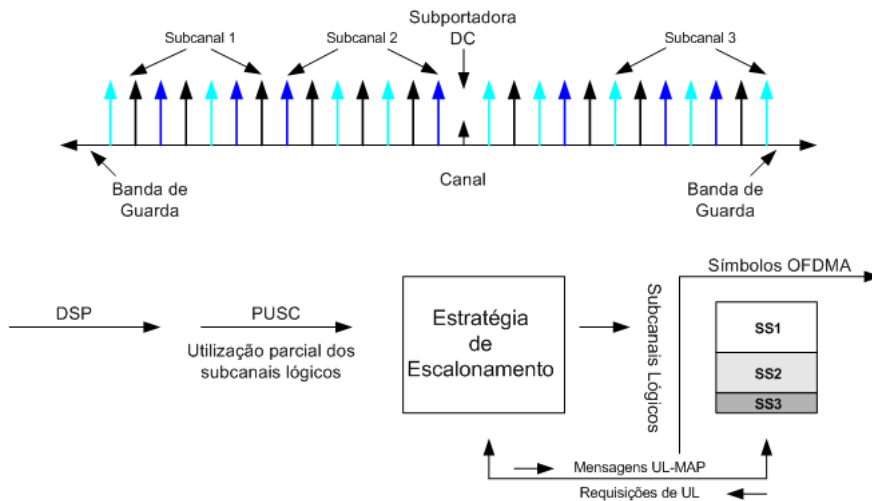 Subportadora
DC
Subcanal 1
Subcanal 2
Subcanal 3
Banda de
Guarda
Canal
Banda de
Guarda
DSP
PUSC
Utilização parcial dos
subcanais lógicos
Estratégia
de
Escalonamento
Subcanais Lógicos
Símbolos OFDMA
SS1
SS2
SS3
Mensagens UL-MAP
Requisições de UL